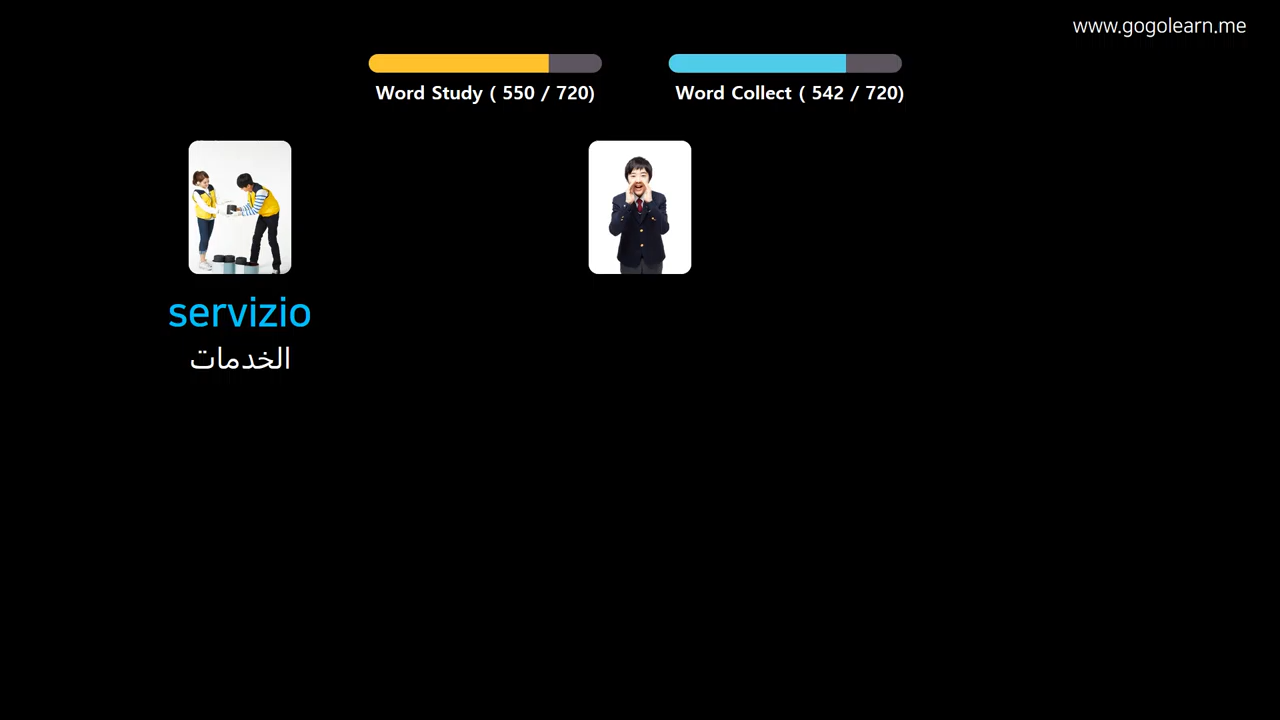 www.gogolearn.me
Word Study ( 550 / 720)
Word Collect ( 542 / 720)
servizio
الخدمات